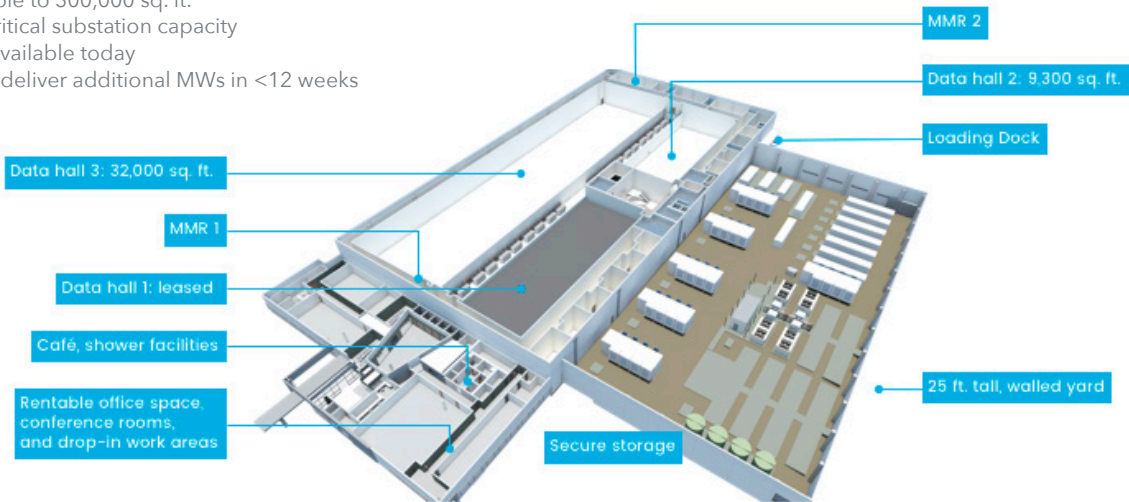 to 300,000 sq. ft.
critical substation capacity
available today
deliver additional MWs in <12 weeks
MMR 2
Data hall 2: 9,300 sq. ft.
Loading Dock
Data hall 3: 32,000 sq. ft.
MMR 1
Data hall 1: leased
Café, shower facilities
Rentable office space,
conference rooms,
and drop-in work areas
25 ft. tall, walled yard
Secure storage